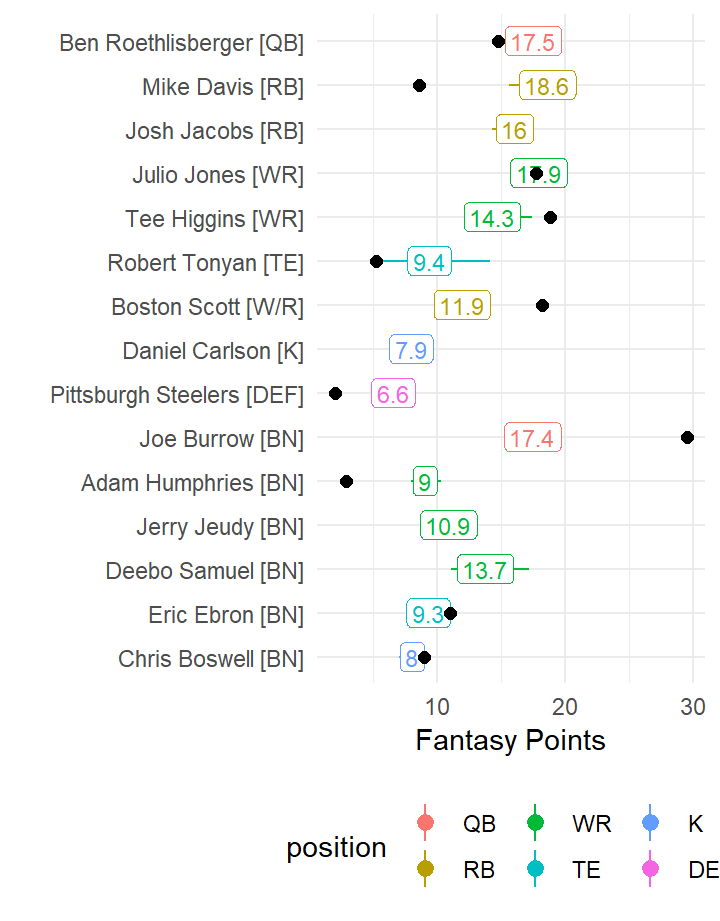 Ben Roethlisberger [QB] 17.5
Mike Davis [RB] 18.6
Josh Jacobs [RB] 16
Julio Jones [WR] 17.9
Tee Higgins [WR] 14.3
Robert Tonyan [TE] 9.4
Boston Scott [W/R] 11.9
Daniel Carlson [K] 7.9
Pittsburgh Steelers [DEF] 6.6
Joe Burrow [BN] 17.4
Adam Humphries [BN] 9
Jerry Jeudy [BN] 10.9
Deebo Samuel [BN] 13.7
Eric Ebron [BN] 9.3
Chris Boswell [BN] 8
10 20 30
Fantasy Points
position QB WR K
RB TE DE